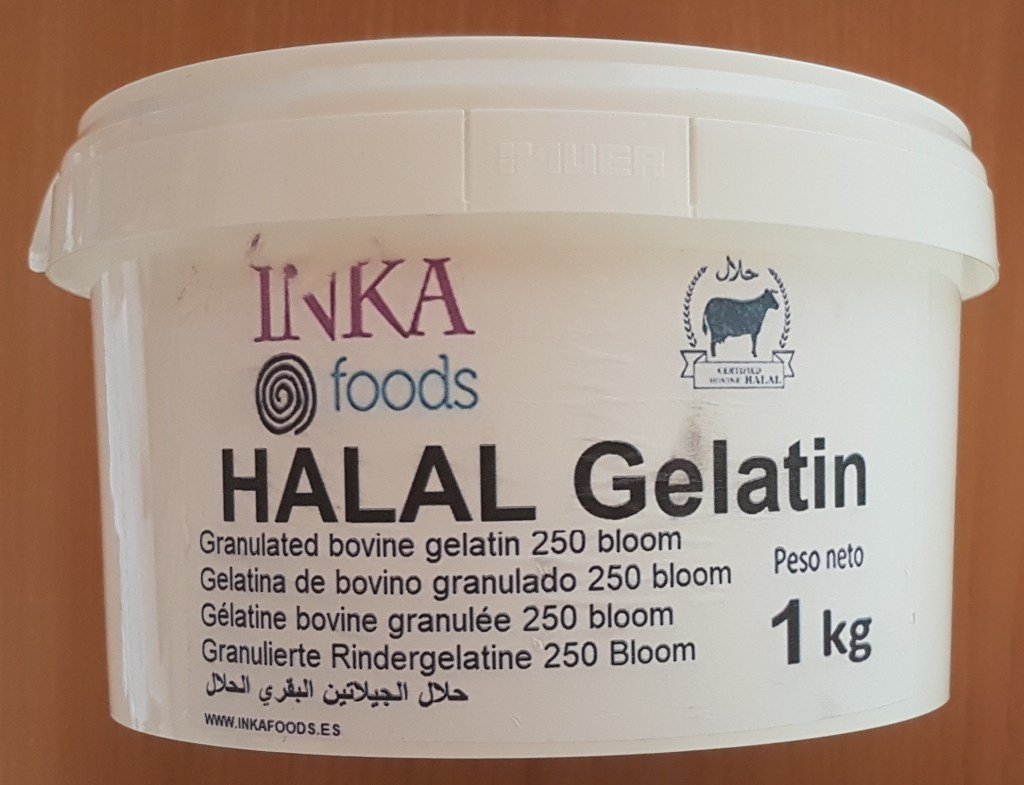 INKA
foods
حلال
CERTIFIED
BOVINE HALAL
HALAL Gelatin
Granulated bovine gelatin 250 bloom
Gelatina de bovino granulado 250 bloom
Gélatine bovine granulée 250 bloom
Granulierte Rindergelatine 250 Bloom
حلال الجيلاتين البقري الحلال
WWW.INKAFOODS.ES
Peso neto
1 kg